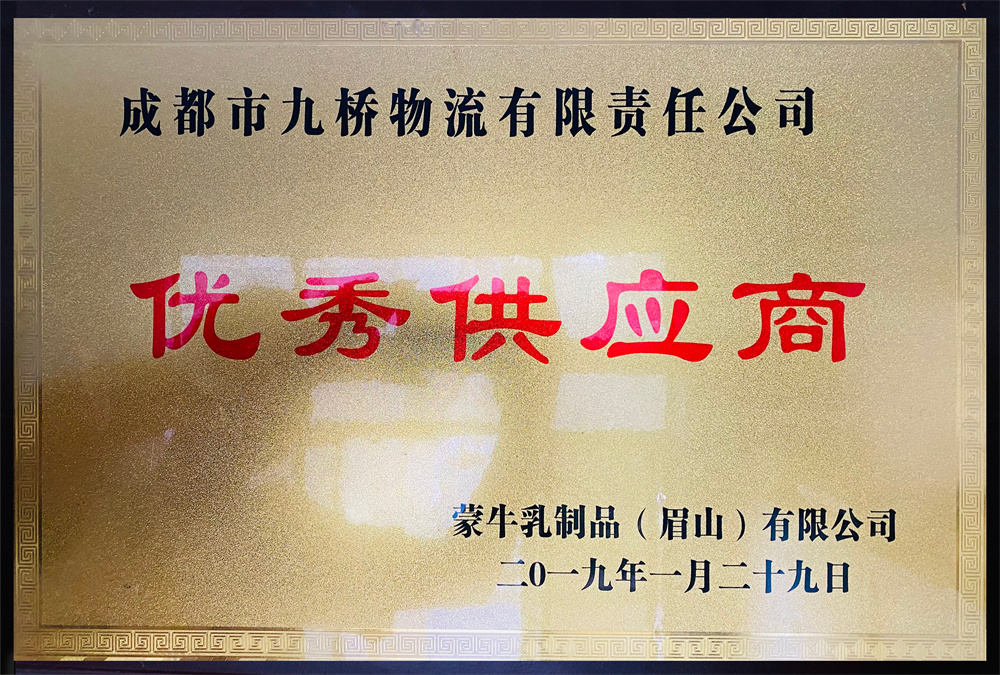 成都市九桥物流有限责任公司
优秀供应商
蒙牛乳制品（眉山）有限公司
二0一九年一月二十九日